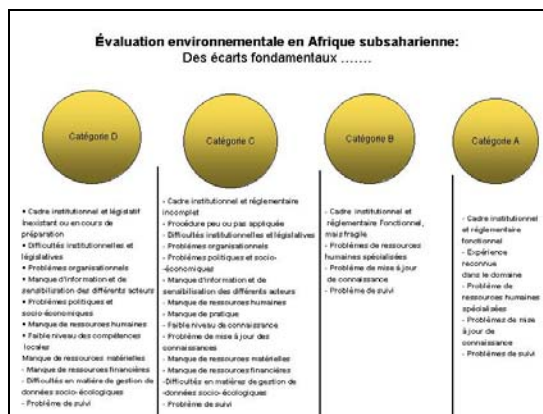 Évaluation environnementale en Afrique subsaharienne:
Des écarts fondamentaux .......
Catégorie D
• Cadre institutionnel et législatif
inexistant ou en cours de
préparation
• Difficultés institutionnelles et
législatives
• Problèmes organisationnels
• Manque d'information et de
sensibilisation des différents acteurs
• Problèmes politiques et
socio-économiques
• Manque de ressources humaines
• Faible niveau des compétences
locales
Manque de ressources matérielles
- Manque de ressources financières
- Difficultés en matière de gestion de
données socio-écologiques
- Problème de suivi
Catégorie C
- Cadre institutionnel et réglementaire
incomplet
- Procédure peu ou pas appliquée
- Difficultés institutionnelles et législatives
- Problèmes organisationnels
- Problèmes politiques et socio-
-économiques
- Manque d'information et de
sensibilisation des différents acteurs
- Manque de ressources humaines
- Manque de pratique
- Faible niveau de connaissance
- Problème de mise à jour des
connaissances
- Manque de ressources matérielles
- Manque de ressources financières
-Difficultés en matières de gestion de
-données socio-écologiques
- Problème de suivi
Catégorie B
- Cadre institutionnel et
réglementaire Fonctionnel,
mais fragile
- Problèmes de ressources
humaines spécialisées
- Problème de mise à jour
de connaissance
- Problème de suivi
Catégorie A
- Cadre institutionnel
et réglementaire
fonctionnel
- Expérience
reconnue
dans le domaine
- Problème de
ressources humaines
spécialisées
- Problèmes de mise
à jour de
connaissance
- Problèmes de suivi